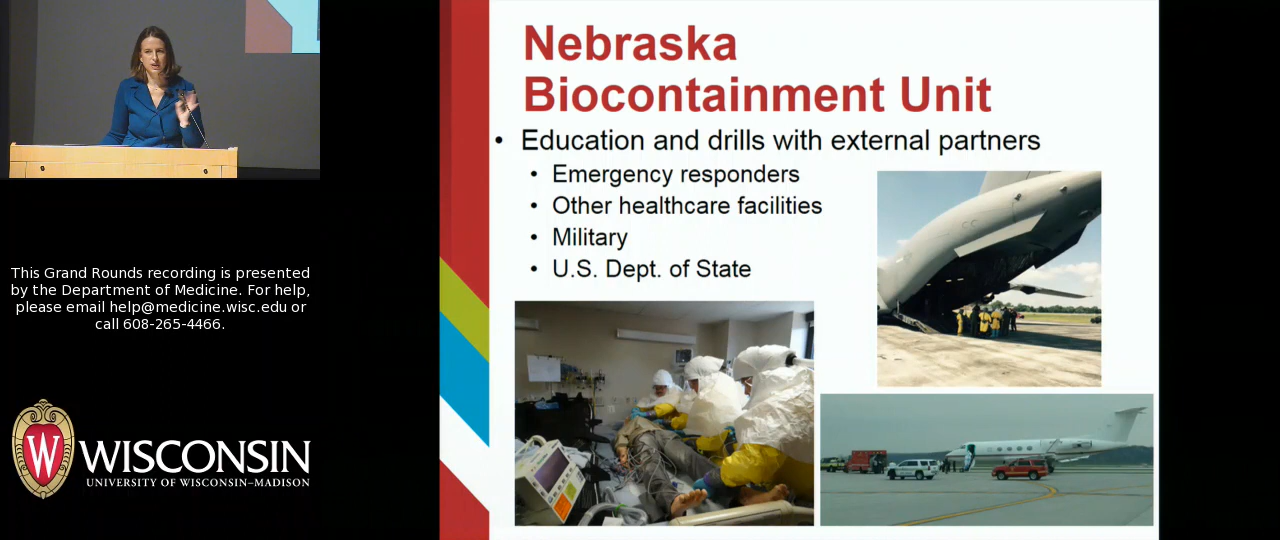 Nebraska
Biocontainment Unit
• Education and drills with external partners
• Emergency responders
• Other healthcare facilities
• Military
• U.S. Dept. of State
This Grand Rounds recording is presented
by the Department of Medicine. For help,
please email help@medicine.wisc.edu or
call 608-265-4466.
W
WISCONSIN
UNIVERSITY OF WISCONSIN–MADISON